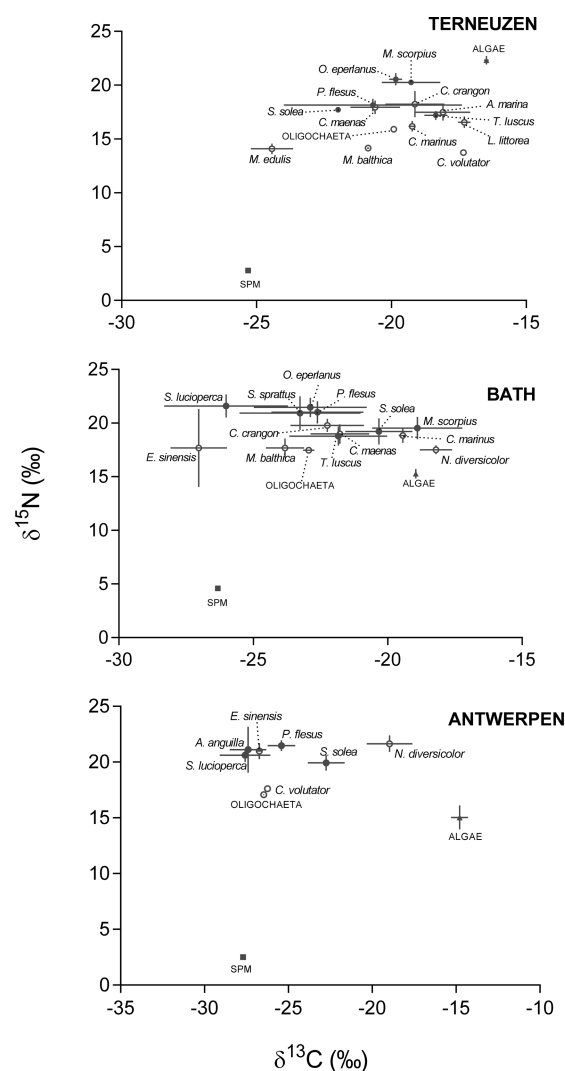 TERNEUZEN
25
20
15
10
5
0
M. scorpius
ALGAE
O. eperlanus
P. flesus
C. crangon
S. solea
A. marina
C. maenas
T. luscus
OLIGOCHAETA
C. marinus
L. littorea
M. edulis
M. balthica
C. volutator
SPM
-30 -25 -20 -15
BATH
25
20
15
10
5
0
O. eperlanus
S. lucioperca
S. sprattus
P. flesus
S. solea
M. scorpius
C. crangon
C. marinus
E. sinensis
M. balthica
T. luscus
C. maenas
N. diversicolor
OLIGOCHAETA
ALGAE
SPM
-30 -25 -20 -15
δ15N (‰)
ANTWERPEN
25
20
15
10
5
0
E. sinensis
A. anguilla
P. flesus
S. solea
N. diversicolor
S. lucioperca
C. volutator
OLIGOCHAETA
ALGAE
SPM
-35 -30 -25 -20 -15 -10
δ13C (‰)